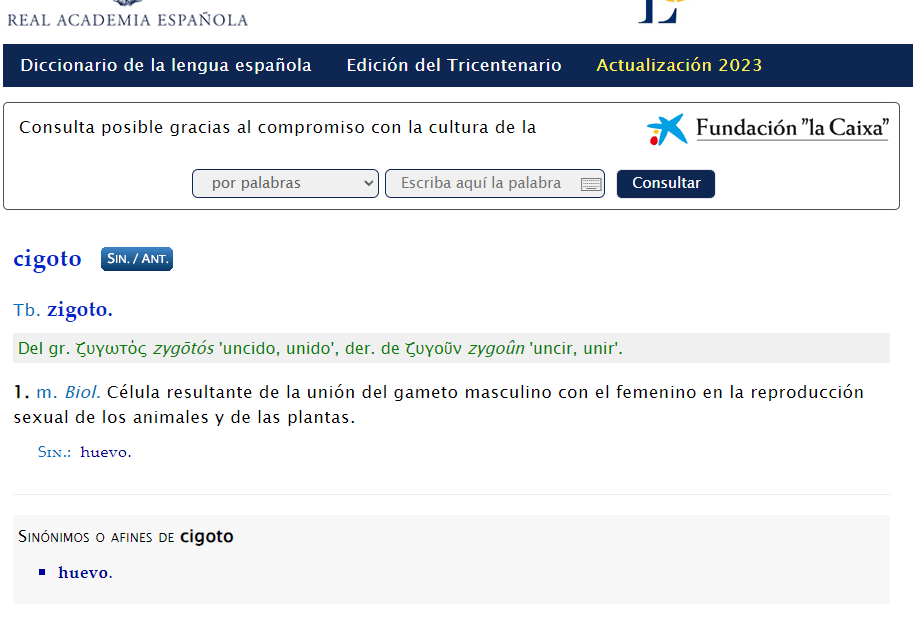 REAL ACADEMIA ESPAÑOLA
Diccionario de la lengua española Edición del Tricentenario Actualización 2023
Consulta posible gracias al compromiso con la cultura de la
Fundación "la Caixa"
por palabras Escriba aquí la palabra Consultar
cigoto SIN. / ANT.
Tb. zigoto.
Del gr. ζυγωτὸς zygōtós 'uncido, unido', der. de ζυγοῦν zygoûn 'uncir, unir'.
1. m. Biol. Célula resultante de la unión del gameto masculino con el femenino en la reproducción
sexual de los animales y de las plantas.
SIN.: huevo.
SINÓNIMOS O AFINES DE cigoto
huevo.